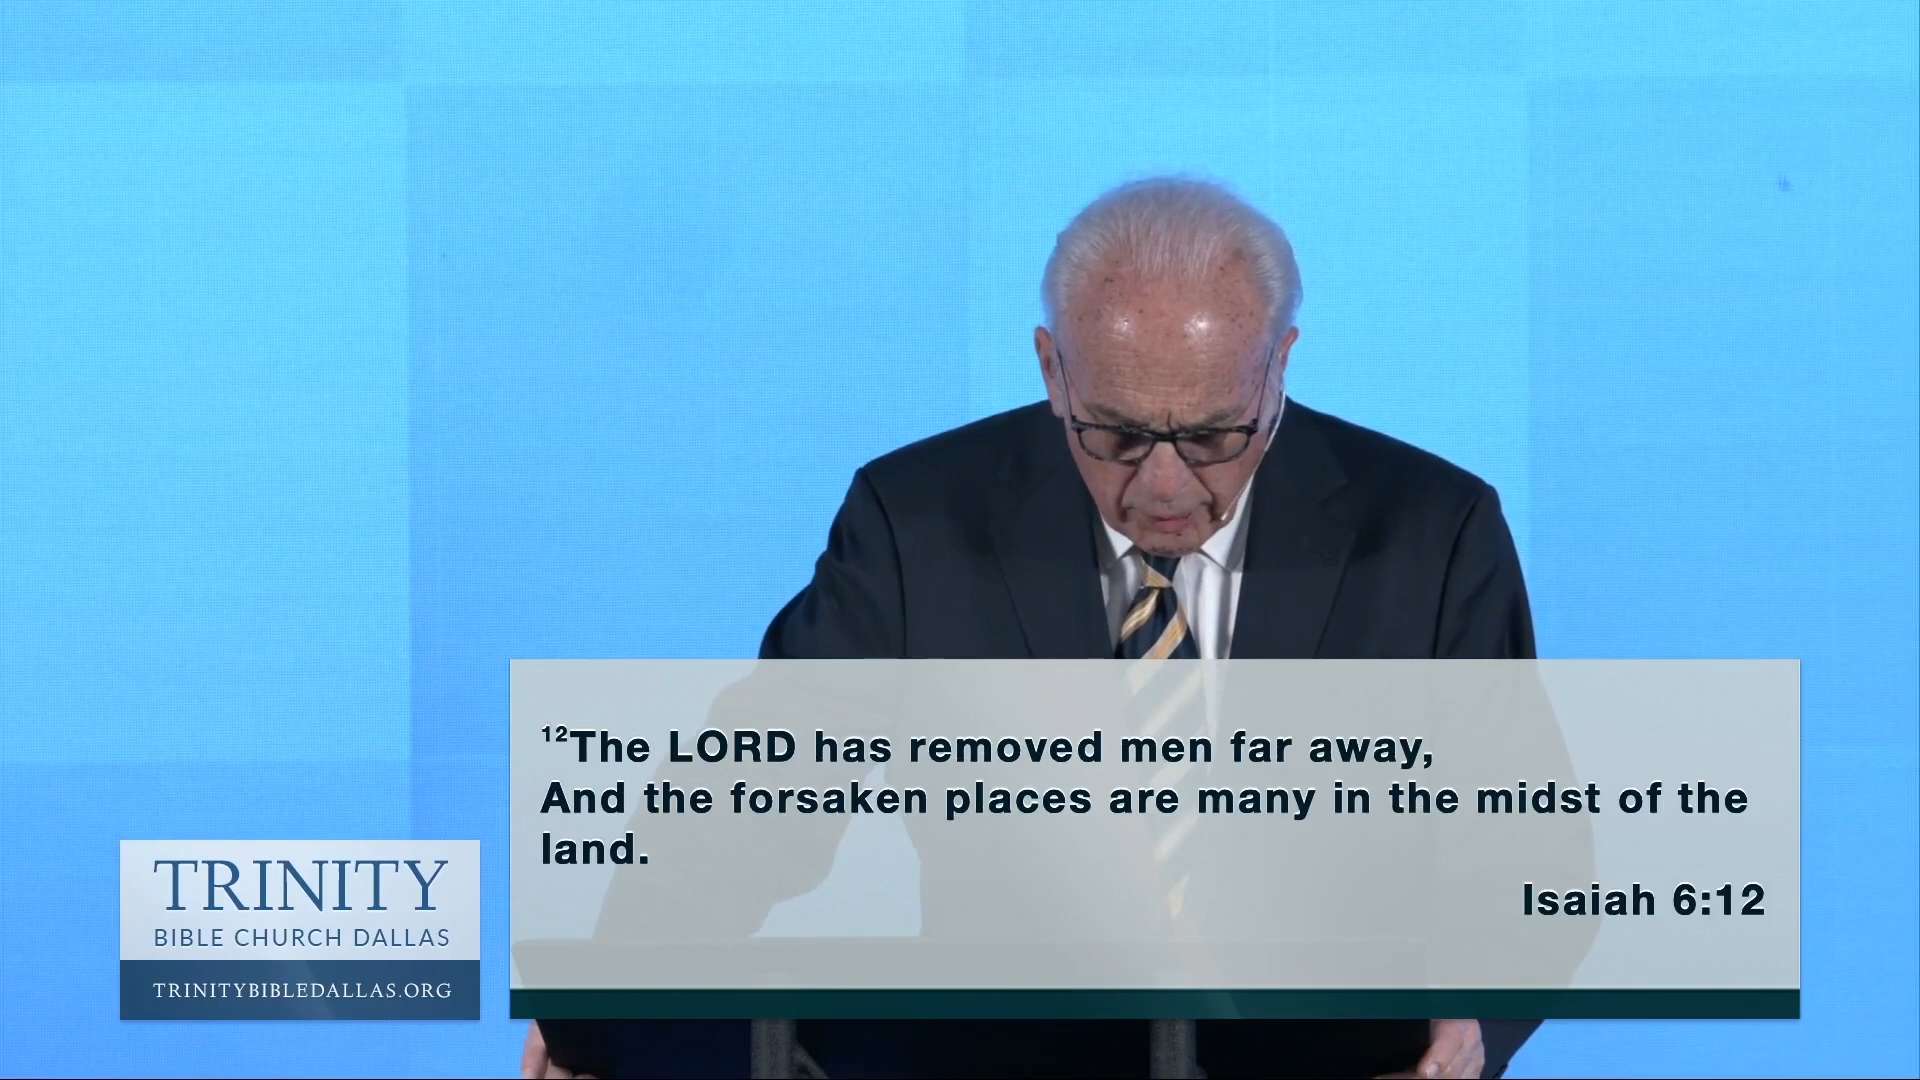 ¹²The LORD has removed men far away,
And the forsaken places are many in the midst of the
land.
Isaiah 6:12
TRINITY
BIBLE CHURCH DALLAS
TRINITYBIBLEDALLAS.ORG